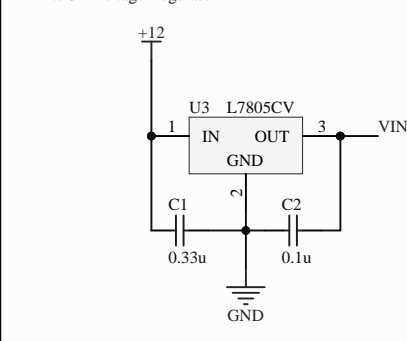 +12
U3 L7805CV
1 IN OUT 3 VIN
GND
2
C1 C2
0.33u 0.1u
GND